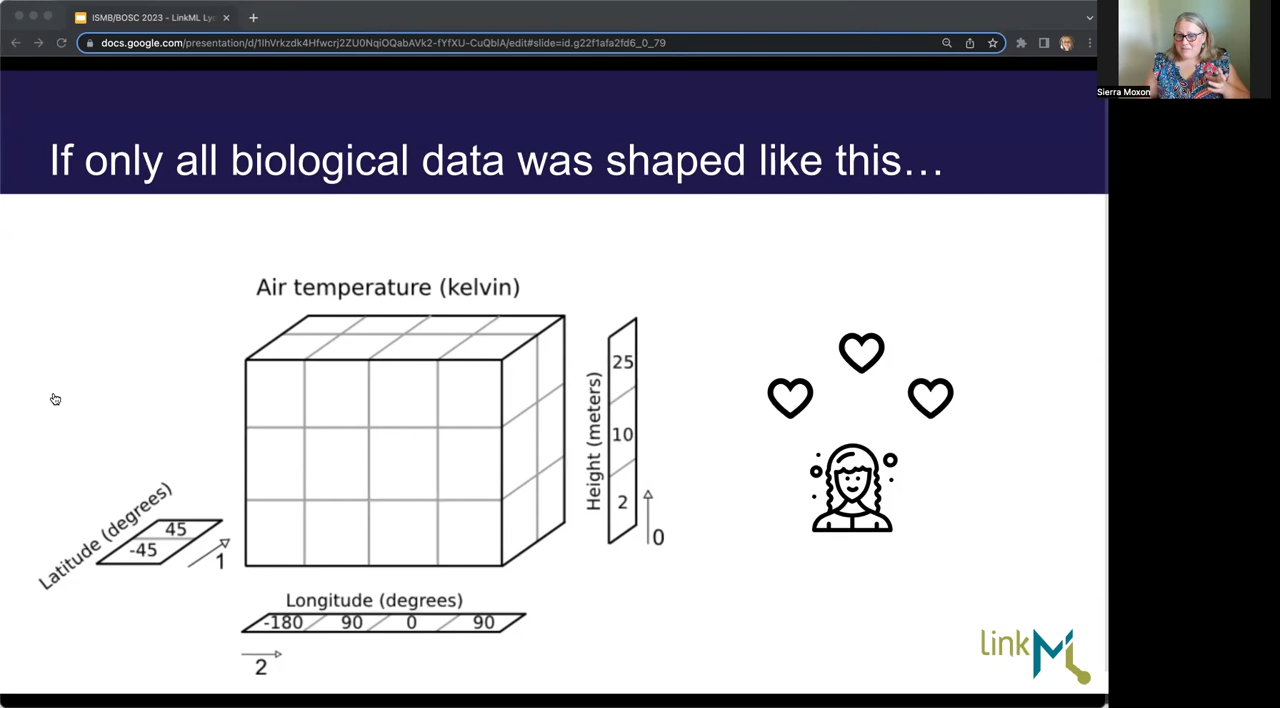 ISMB/BOSC 2023 - LinkML Ly
docs.google.com/presentation/d/1IhVrkzdk4Hfwcrj2ZU0NqiOQabAVk2-fYfXU-CuQblA/edit#slide=id.g22f1afa2fd6_0_79
Sierra Moxon
If only all biological data was shaped like this…
Air temperature (kelvin)
25
10
2
Height (meters)
0
Latitude (degrees)
45
-45
1
Longitude (degrees)
-180 90 0 90
2
linkML